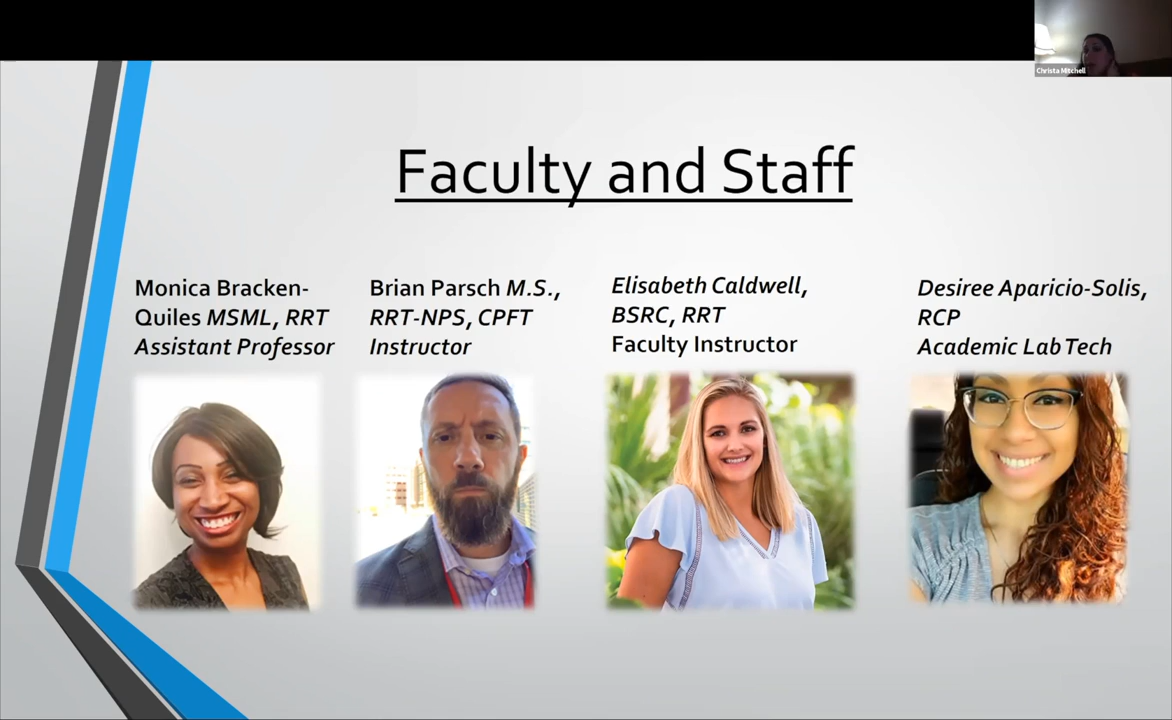 Christa Mitchell
Faculty and Staff
Monica Bracken-
Quiles MSML, RRT
Assistant Professor
Brian Parsch M.S.,
RRT-NPS, CPFT
Instructor
Elisabeth Caldwell,
BSRC, RRT
Faculty Instructor
Desiree Aparicio-Solis,
RCP
Academic Lab Tech